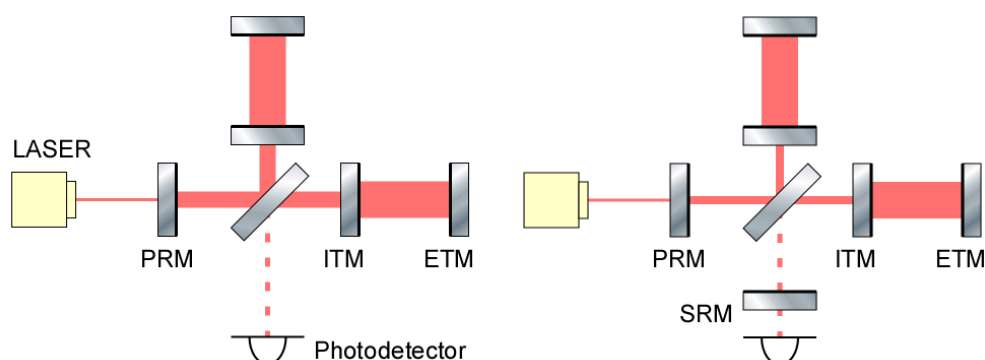 LASER
PRM
ITM
ETM
Photodetector
PRM
ITM
ETM
SRM